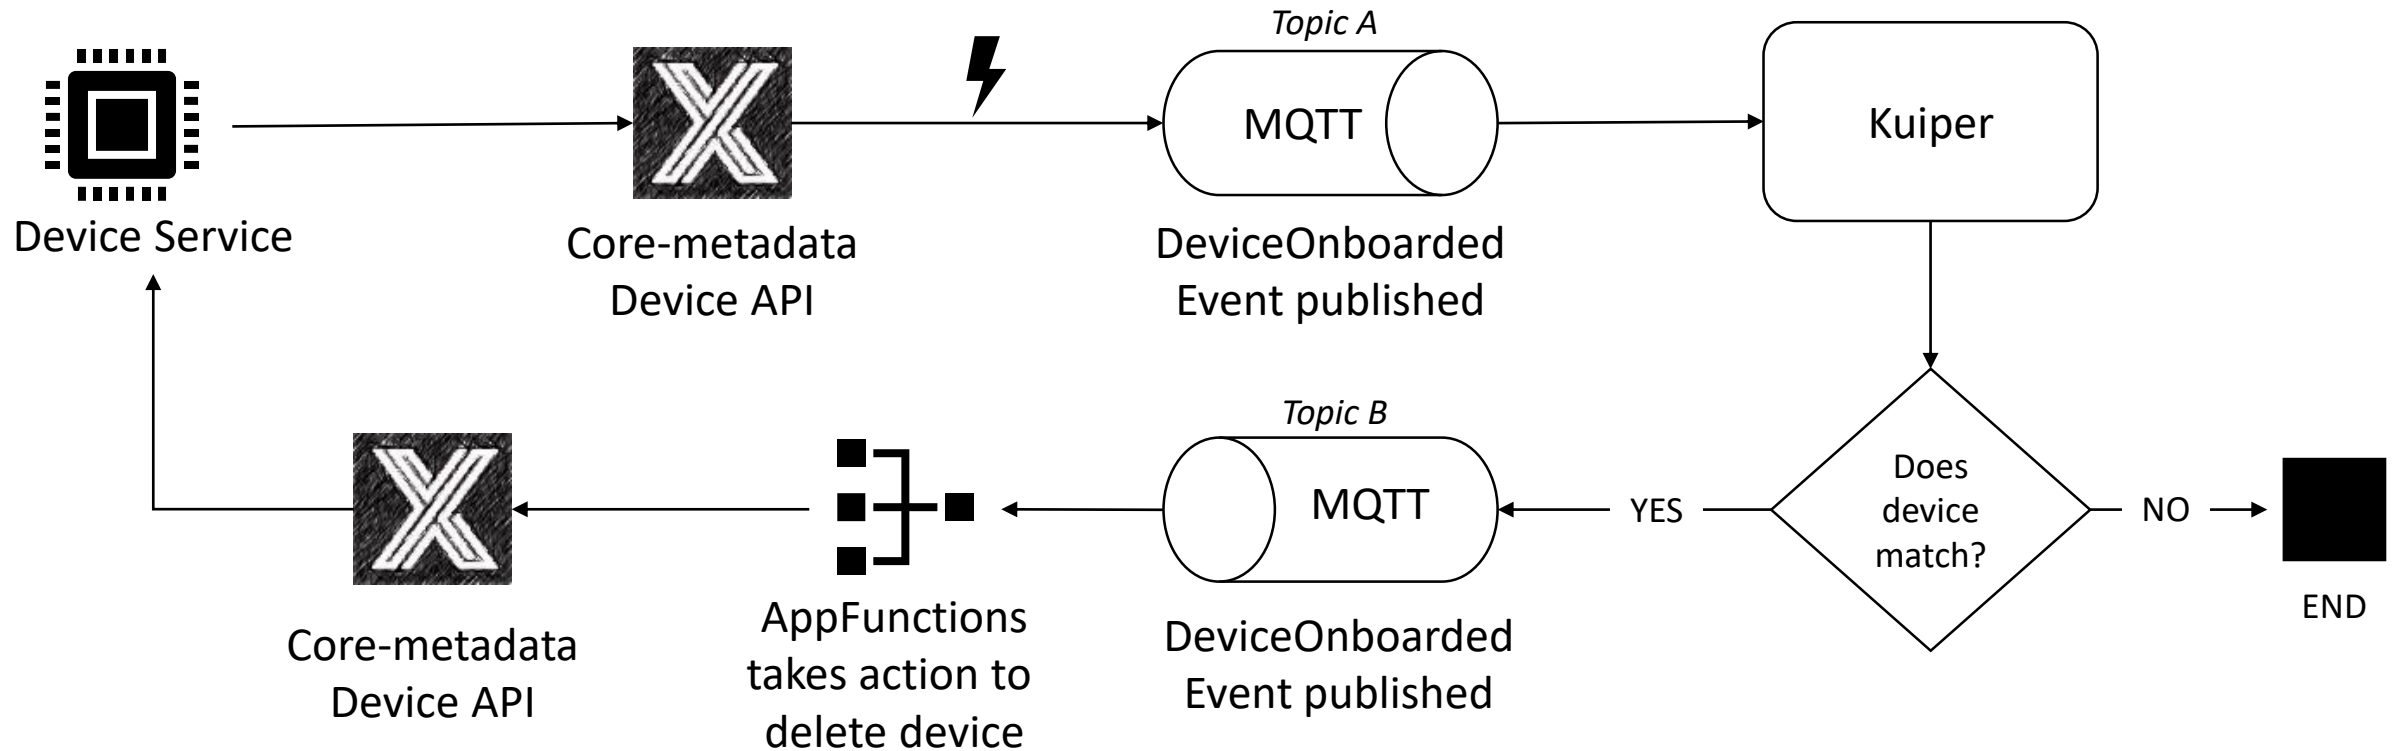 Topic A
MQTT
Kuiper
Device Service
Core-metadata
Device API
DeviceOnboarded
Event published
Topic B
MQTT
Does
device
match?
YES
NO
END
AppFunctions
takes action to
delete device
DeviceOnboarded
Event published
Core-metadata
Device API